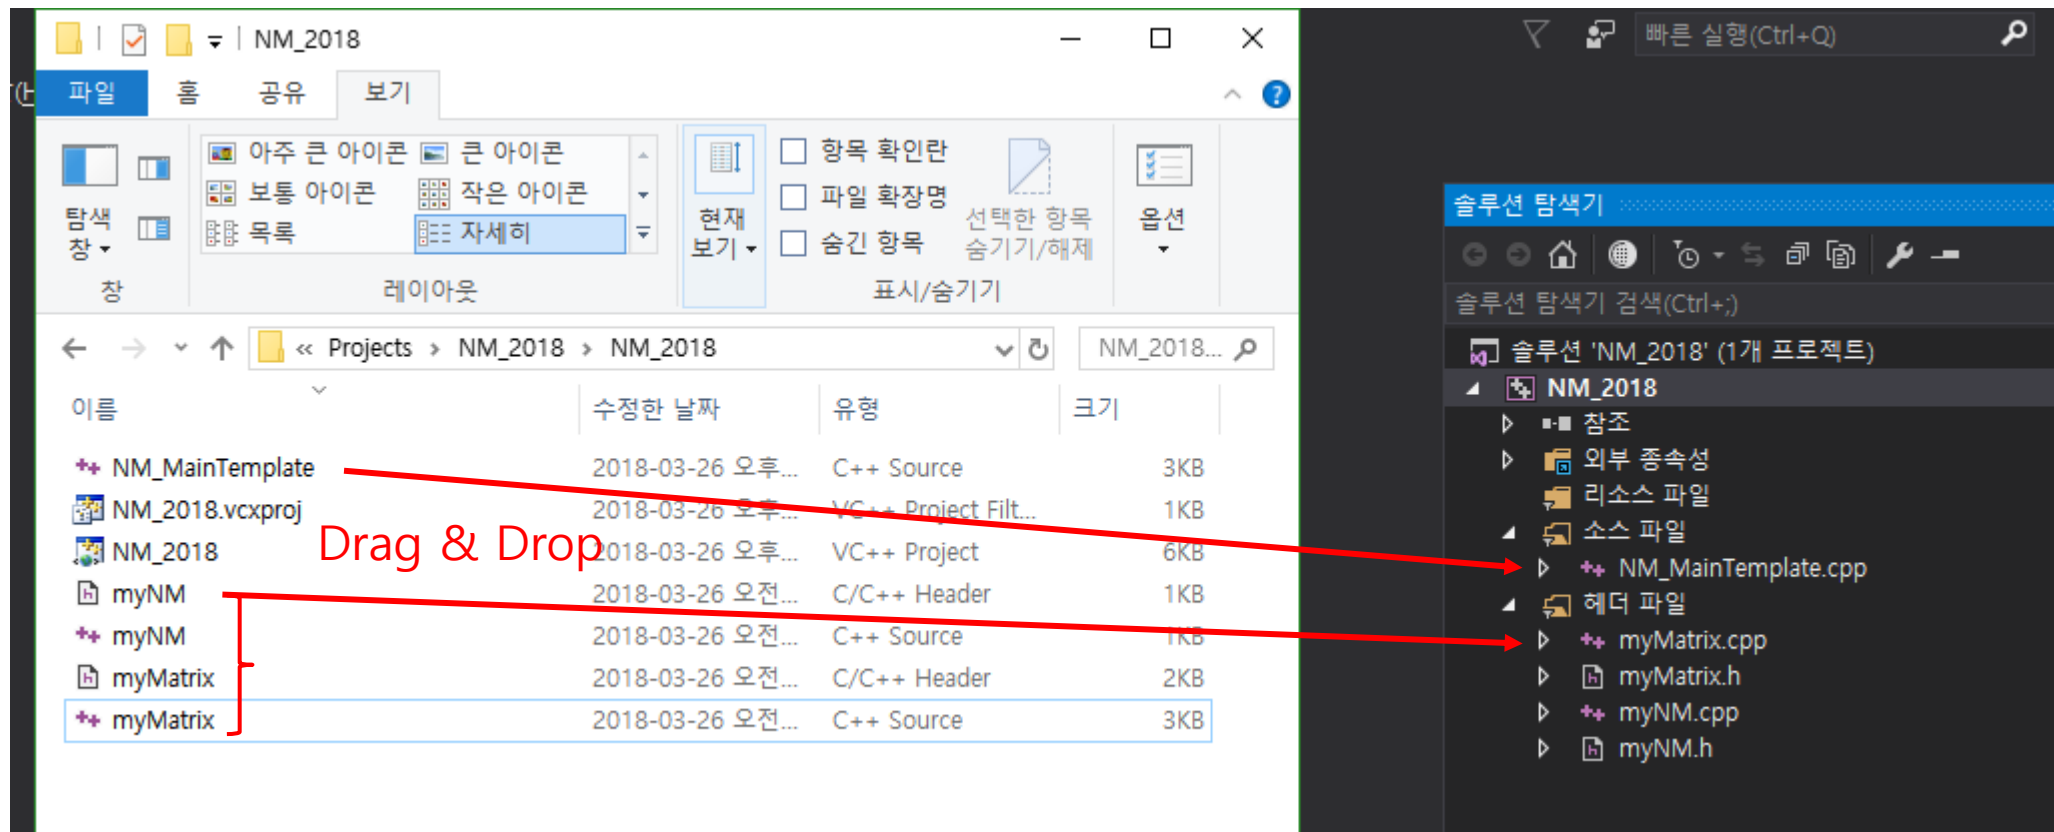 NM_2018
파일 홈 공유 보기
아주 큰 아이콘 큰 아이콘
보통 아이콘 작은 아이콘
목록 자세히
탐색
창
현재
보기
항목 확인란
파일 확장명
숨긴 항목
선택한 항목
숨기기/해제
옵션
창 레이아웃 표시/숨기기
« Projects > NM_2018 > NM_2018
NM_2018...
이름 수정한 날짜 유형 크기
NM_MainTemplate 2018-03-26 오후... C++ Source 3KB
NM_2018.vcxproj 2018-03-26 오후... VC++ Project Filt... 1KB
NM_2018 2018-03-26 오후... VC++ Project 6KB
myNM 2018-03-26 오전... C/C++ Header 1KB
myNM 2018-03-26 오전... C++ Source 1KB
myMatrix 2018-03-26 오전... C/C++ Header 2KB
myMatrix 2018-03-26 오전... C++ Source 3KB
Drag & Drop
빠른 실행(Ctrl+Q)
솔루션 탐색기
솔루션 탐색기 검색(Ctrl+;)
솔루션 'NM_2018' (1개 프로젝트)
NM_2018
참조
외부 종속성
리소스 파일
소스 파일
NM_MainTemplate.cpp
헤더 파일
myMatrix.cpp
myMatrix.h
myNM.cpp
myNM.h